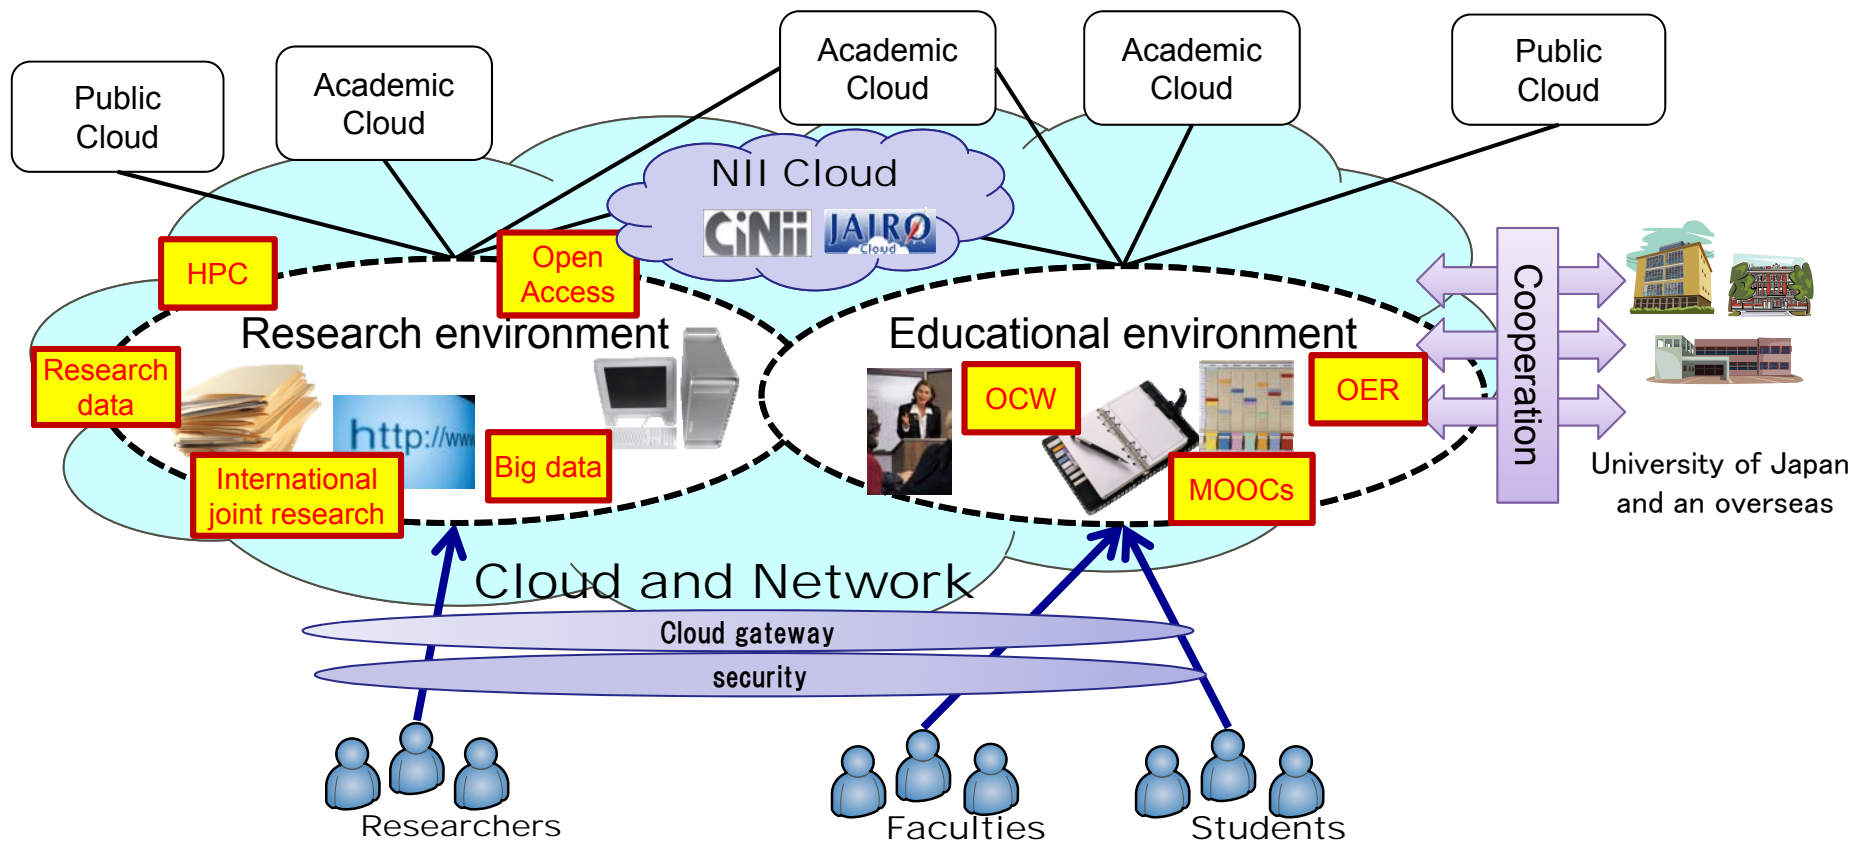 Public
Cloud
Academic
Cloud
Academic
Cloud
Academic
Cloud
Public
Cloud
NII Cloud
CiNii
JAIRO
Cloud
HPC
Open
Access
Research environment
Educational environment
Research
data
http://www
International
joint research
Big data
OCW
OER
MOOCs
Cooperation
University of Japan
and an overseas
Cloud and Network
Cloud gateway
security
Researchers
Faculties
Students